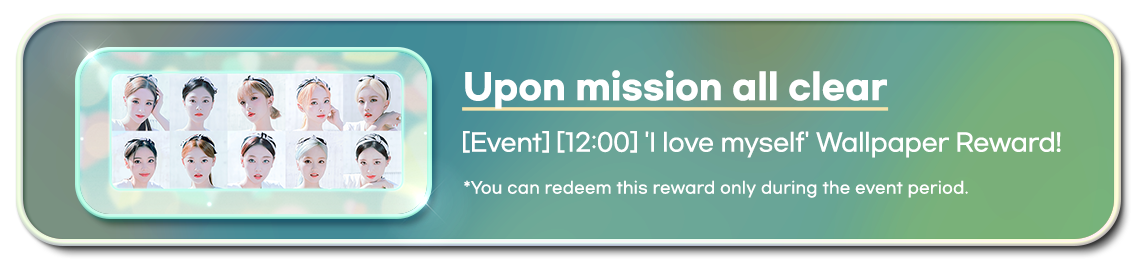 Upon mission all clear
[Event] [12:00] 'I love myself' Wallpaper Reward!
*You can redeem this reward only during the event period.